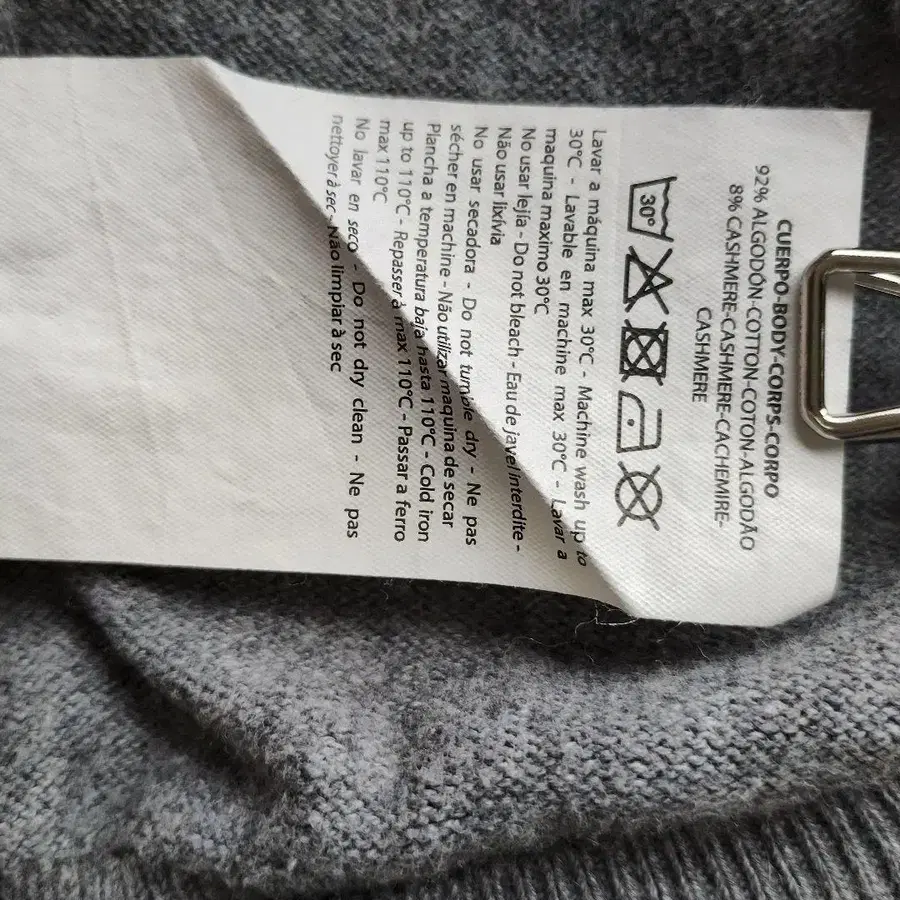 CUERPO-BODY-CORPS-CORPO
92% ALGODÓN-COTTON-COTON-ALGODÃO
8% CASHMERE-CASHMERE-CACHEMIRE-
CASHMERE
30°
Lavar a máquina max 30°C - Machine wash up to
30°C - Lavable en machine max 30°C - Lavar a
maquina maximo 30°C
No usar lejía - Do not bleach - Eau de javel interdite -
Não usar lixívia
No usar secadora - Do not tumble dry - Ne pas
sécher en machine - Não utilizar maquina de secar
Plancha a temperatura baja hasta 110°C - Cold iron
up to 110°C - Repasser à max 110°C - Passar a ferro
max 110°C
No lavar en seco - Do not dry clean - Ne pas
nettoyer à sec - Não limpiar à sec